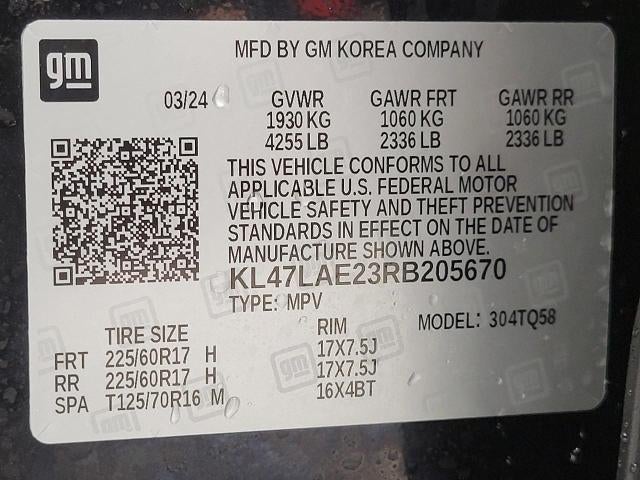 gm
MFD BY GM KOREA COMPANY
03/24 GVWR GAWR FRT GAWR RR
1930 KG 1060 KG 1060 KG
4255 LB 2336 LB 2336 LB
THIS VEHICLE CONFORMS TO ALL
APPLICABLE U.S. FEDERAL MOTOR
VEHICLE SAFETY AND THEFT PREVENTION
STANDARDS IN EFFECT ON THE DATE OF
MANUFACTURE SHOWN ABOVE.
KL47LAE23RB205670
TYPE: MPV
MODEL: 304TQ58
TIRE SIZE RIM
FRT 225/60R17 H 17X7.5J
RR 225/60R17 H 17X7.5J
SPA T125/70R16 M 16X4BT